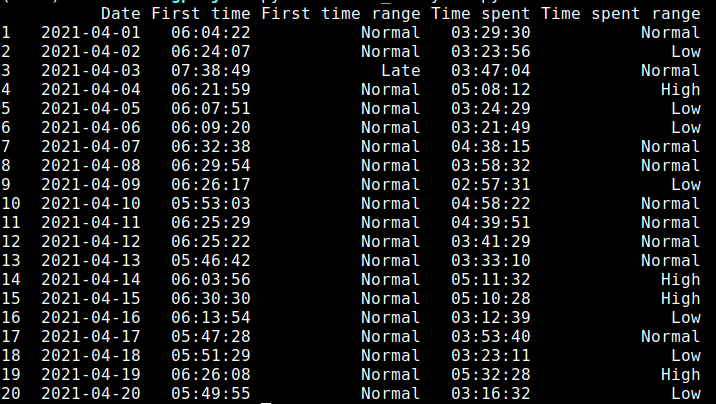 Date First time First time range Time spent Time spent range
1 2021-04-01 06:04:22 Normal 03:29:30 Normal
2 2021-04-02 06:24:07 Normal 03:23:56 Low
3 2021-04-03 07:38:49 Late 03:47:04 Normal
4 2021-04-04 06:21:59 Normal 05:08:12 High
5 2021-04-05 06:07:51 Normal 03:24:29 Low
6 2021-04-06 06:09:20 Normal 03:21:49 Low
7 2021-04-07 06:32:38 Normal 04:38:15 Normal
8 2021-04-08 06:29:54 Normal 03:58:32 Normal
9 2021-04-09 06:26:17 Normal 02:57:31 Low
10 2021-04-10 05:53:03 Normal 04:58:22 Normal
11 2021-04-11 06:25:29 Normal 04:39:51 Normal
12 2021-04-12 06:25:22 Normal 03:41:29 Normal
13 2021-04-13 05:46:42 Normal 03:33:10 Normal
14 2021-04-14 06:03:56 Normal 05:11:32 High
15 2021-04-15 06:30:30 Normal 05:10:28 High
16 2021-04-16 06:13:54 Normal 03:12:39 Low
17 2021-04-17 05:47:28 Normal 03:53:40 Normal
18 2021-04-18 05:51:29 Normal 03:23:11 Low
19 2021-04-19 06:26:08 Normal 05:32:28 High
20 2021-04-20 05:49:55 Normal 03:16:32 Low